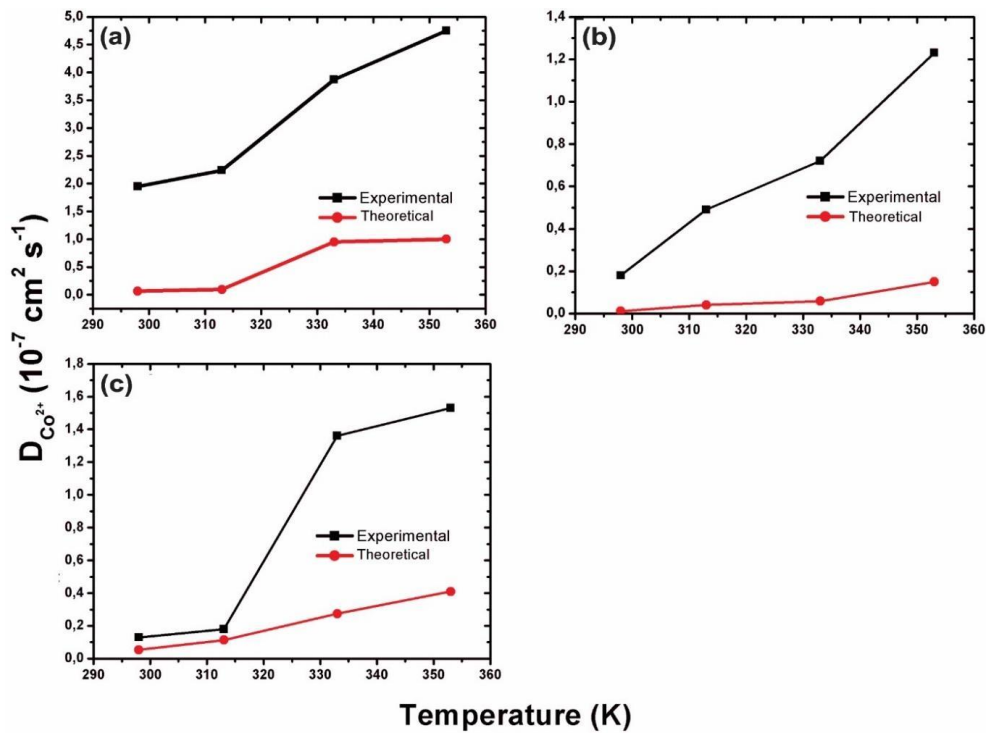 (a)
5,0
4,5
4,0
3,5
3,0
2,5
2,0
1,5
1,0
0,5
0,0
Experimental
Theoretical
290 300 310 320 330 340 350 360
(b)
1,4
1,2
1,0
0,8
0,6
0,4
0,2
0,0
Experimental
Theoretical
290 300 310 320 330 340 350 360
(c)
1,8
1,6
1,4
1,2
1,0
0,8
0,6
0,4
0,2
0,0
Experimental
Theoretical
290 300 310 320 330 340 350 360
D_Co²⁺ (10⁻⁷ cm² s⁻¹)
Temperature (K)